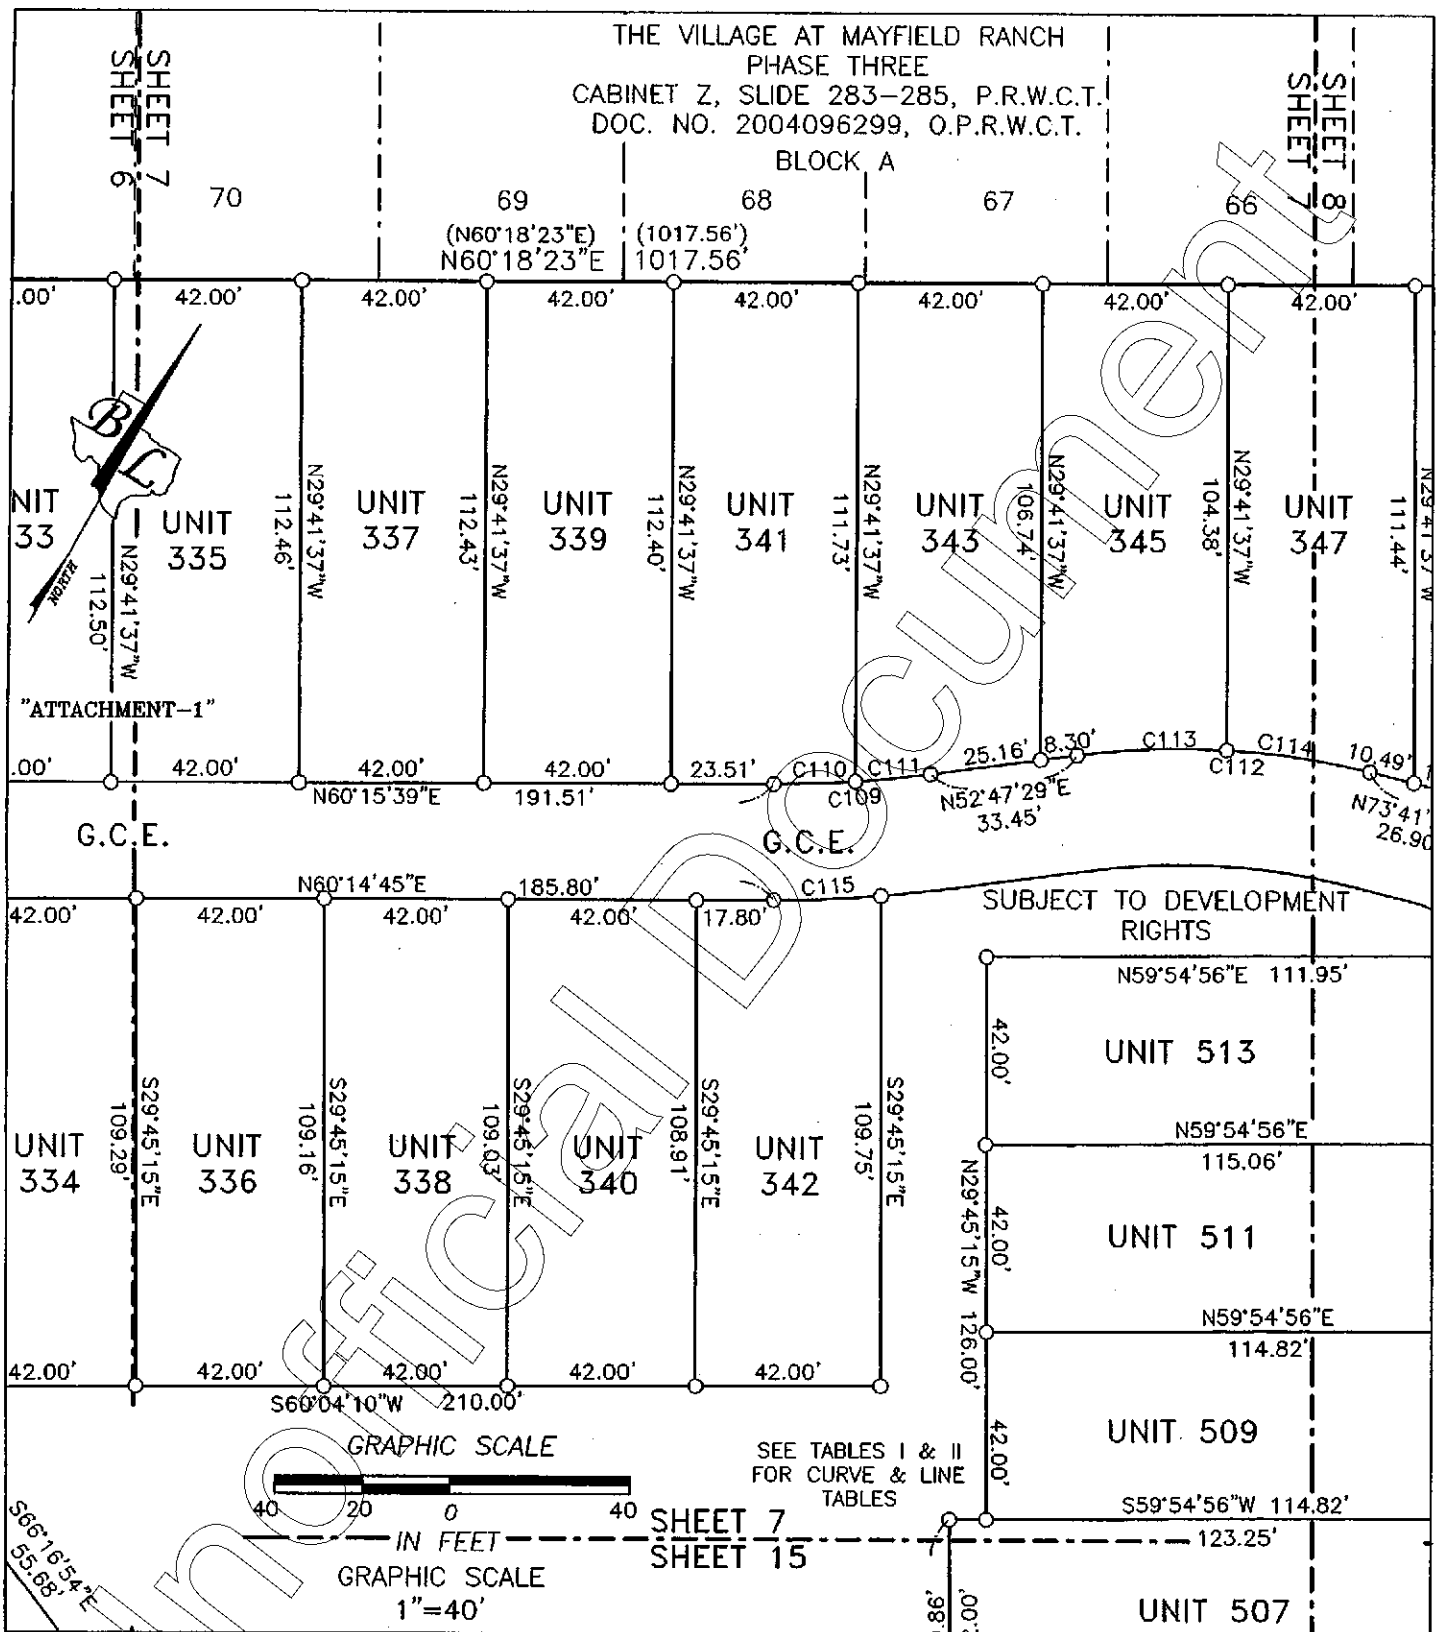 THE VILLAGE AT MAYFIELD RANCH
PHASE THREE
CABINET Z, SLIDE 283-285, P.R.W.C.T.
DOC. NO. 2004096299, O.P.R.W.C.T.
BLOCK A
SHEET 7
SHEET 6
SHEET 8
SHEET 7
70
69
68
67
66
(N60°18'23"E) (1017.56')
N60°18'23"E 1017.56'
.00'
42.00'
42.00'
42.00'
42.00'
42.00'
42.00'
42.00'
B
L
NORTH
NIT
33
N29°41'37"W
112.50'
UNIT
335
N29°41'37"W
112.46'
UNIT
337
N29°41'37"W
112.43'
UNIT
339
N29°41'37"W
112.40'
UNIT
341
N29°41'37"W
111.73'
UNIT
343
N29°41'37"W
106.74'
UNIT
345
N29°41'37"W
104.38'
UNIT
347
N29°41'37"W
111.44'
"ATTACHMENT-1"
.00'
42.00'
42.00'
42.00'
23.51'
C110
C111
25.16'
8.30'
C113
C114
10.49'
N60°15'39"E 191.51'
C109
N52°47'29"E
33.45'
C112
N73°41'
26.90
G.C.E.
G.C.E.
N60°14'45"E 185.80'
C115
42.00'
42.00'
42.00'
42.00'
17.80'
SUBJECT TO DEVELOPMENT
RIGHTS
N59°54'56"E 111.95'
42.00'
UNIT 513
UNIT
334
S29°45'15"E
109.29'
UNIT
336
S29°45'15"E
109.16'
UNIT
338
S29°45'15"E
109.03'
UNIT
340
S29°45'15"E
108.91'
UNIT
342
S29°45'15"E
109.75'
N59°54'56"E
115.06'
N29°45'15"W 126.00'
42.00'
UNIT 511
N59°54'56"E
114.82'
42.00'
42.00'
42.00'
42.00'
42.00'
S60°04'10"W 210.00'
42.00'
UNIT 509
GRAPHIC SCALE
40 20 0 40
IN FEET
GRAPHIC SCALE
1"=40'
SEE TABLES I & II
FOR CURVE & LINE
TABLES
SHEET 7
SHEET 15
S59°54'56"W 114.82'
123.25'
S66°16'54"E
55.68'
UNIT 507
Unofficial Document